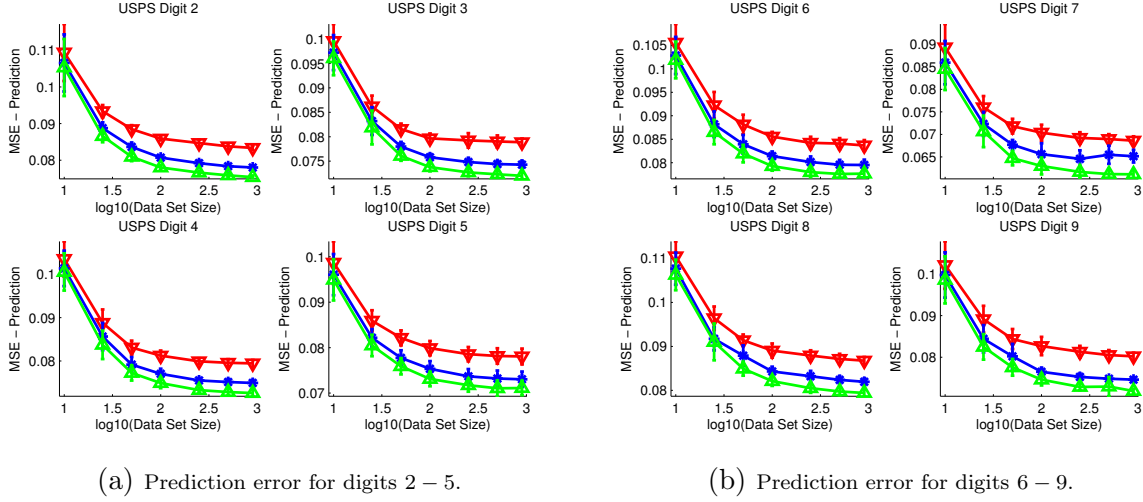 USPS Digit 2
MSE − Prediction
0.11
0.1
0.09
0.08
1 1.5 2 2.5 3
log10(Data Set Size)
USPS Digit 3
MSE − Prediction
0.1
0.095
0.09
0.085
0.08
0.075
1 1.5 2 2.5 3
log10(Data Set Size)
USPS Digit 4
MSE − Prediction
0.1
0.09
0.08
1 1.5 2 2.5 3
log10(Data Set Size)
USPS Digit 5
MSE − Prediction
0.1
0.09
0.08
0.07
1 1.5 2 2.5 3
log10(Data Set Size)
(a) Prediction error for digits 2 – 5.
USPS Digit 6
MSE − Prediction
0.105
0.1
0.095
0.09
0.085
0.08
1 1.5 2 2.5 3
log10(Data Set Size)
USPS Digit 7
MSE − Prediction
0.09
0.085
0.08
0.075
0.07
0.065
1 1.5 2 2.5 3
log10(Data Set Size)
USPS Digit 8
MSE − Prediction
0.11
0.1
0.09
0.08
1 1.5 2 2.5 3
log10(Data Set Size)
USPS Digit 9
MSE − Prediction
0.1
0.09
0.08
1 1.5 2 2.5 3
log10(Data Set Size)
(b) Prediction error for digits 6 – 9.